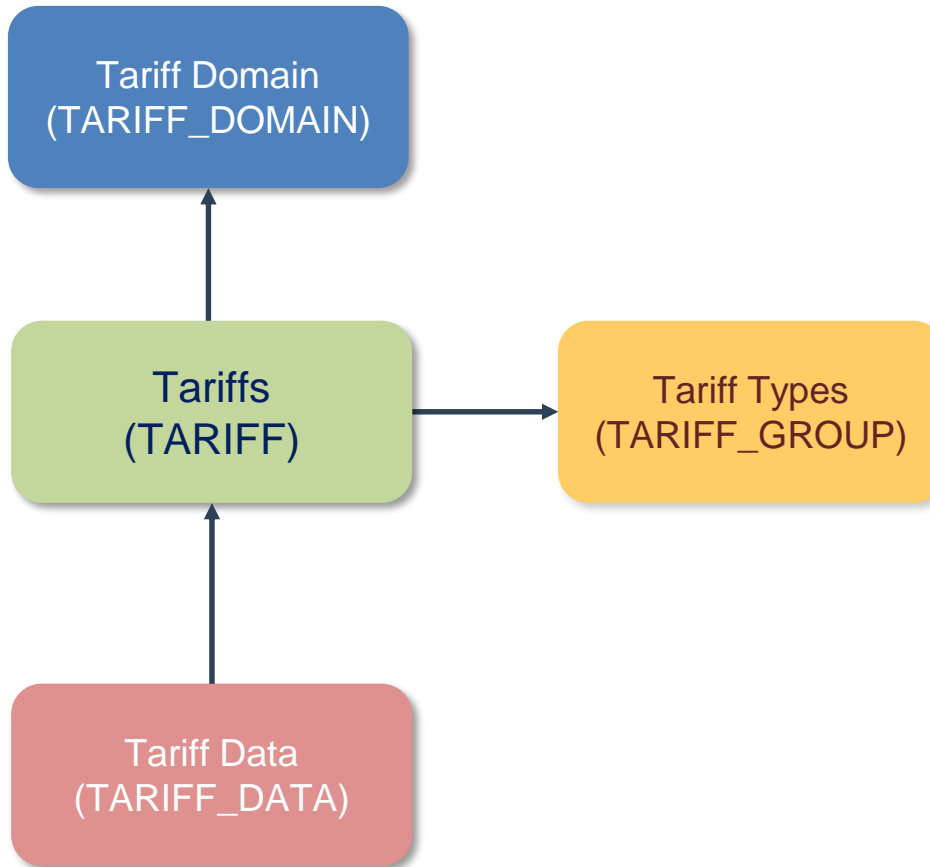 Tariff Domain
(TARIFF_DOMAIN)
Tariffs
(TARIFF)
Tariff Types
(TARIFF_GROUP)
Tariff Data
(TARIFF_DATA)